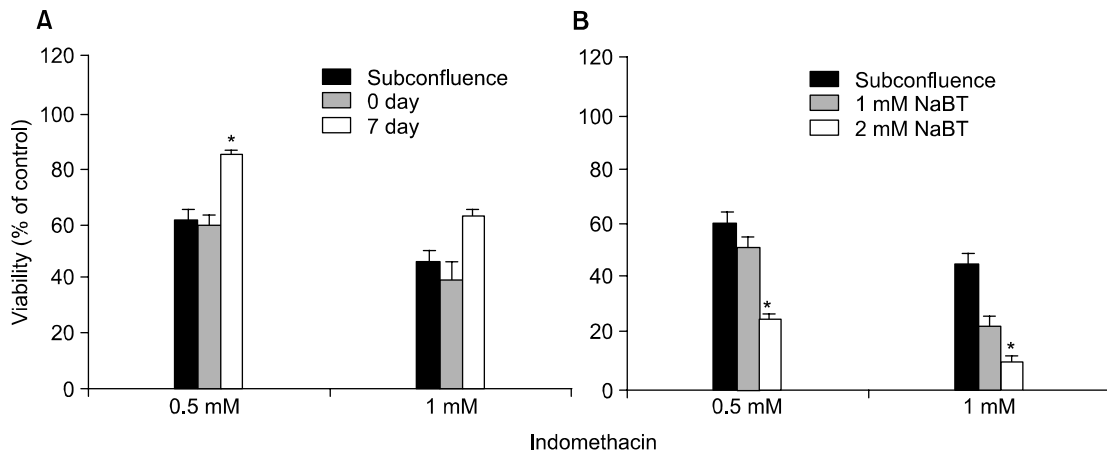 A
Viability (% of control)
120
100
80
60
40
20
0
Subconfluence
0 day
7 day
*
0.5 mM
1 mM
B
120
100
80
60
40
20
0
Subconfluence
1 mM NaBT
2 mM NaBT
*
*
0.5 mM
1 mM
Indomethacin